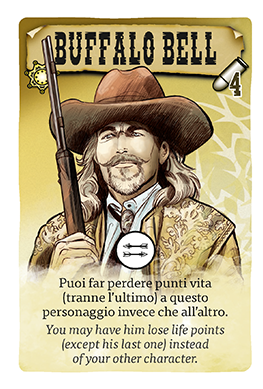 BUFFALO BELL
4
Puoi far perdere punti vita
(tranne l'ultimo) a questo
personaggio invece che all'altro.
You may have him lose life points
(except his last one) instead
of your other character.